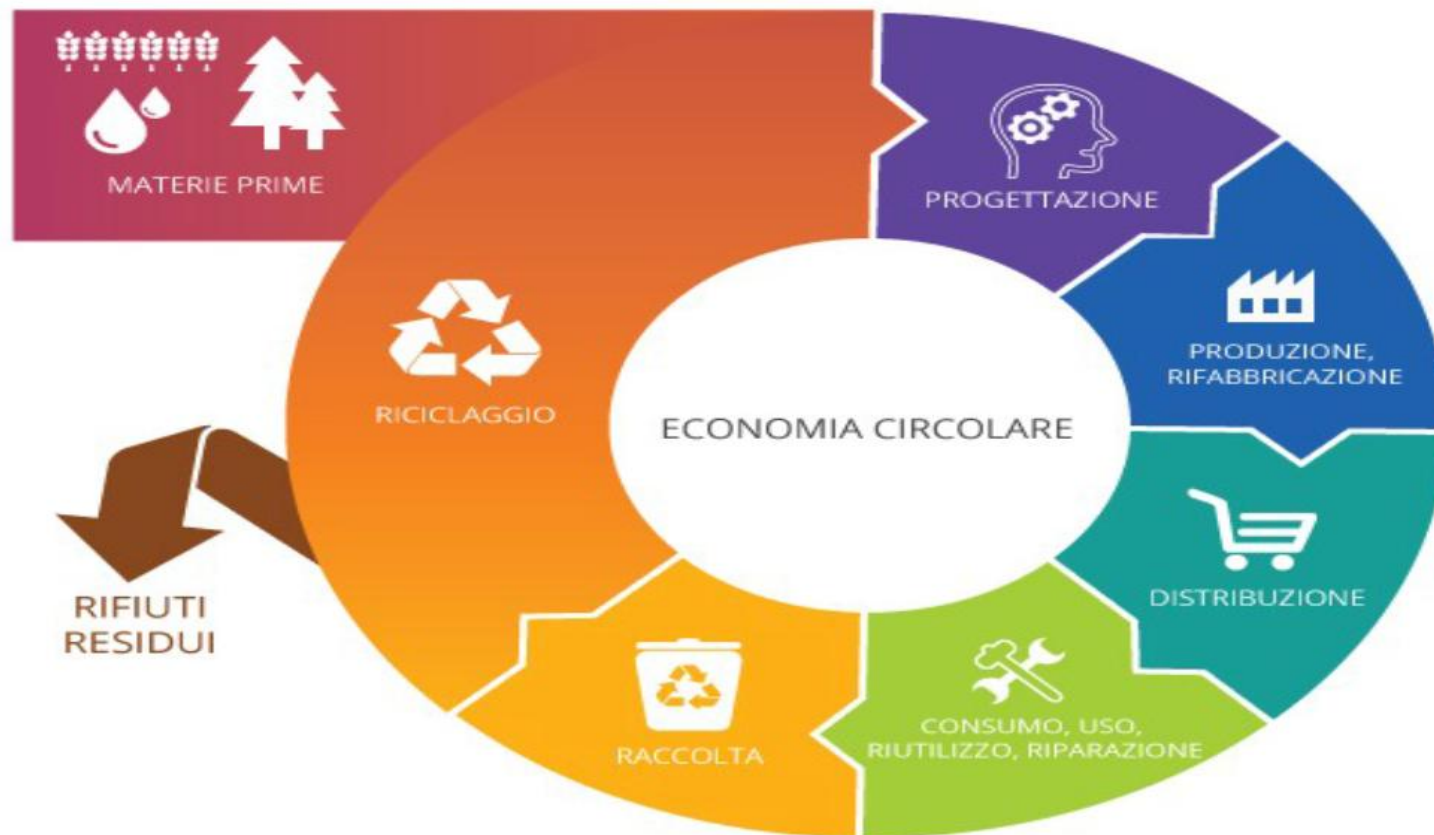 MATERIE PRIME
PROGETTAZIONE
PRODUZIONE,
RIFABBRICAZIONE
RICICLAGGIO
ECONOMIA CIRCOLARE
DISTRIBUZIONE
RIFIUTI
RESIDUI
CONSUMO, USO,
RIUTILIZZO, RIPARAZIONE
RACCOLTA